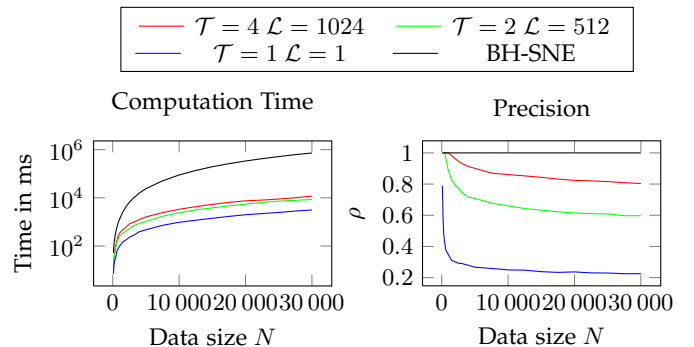 𝒯 = 4 ℒ = 1024 𝒯 = 2 ℒ = 512
𝒯 = 1 ℒ = 1 BH-SNE
Computation Time
Time in ms
10^6
10^4
10^2
0 10 000 20 000 30 000
Data size N
Precision
ρ
1
0.8
0.6
0.4
0.2
0 10 000 20 000 30 000
Data size N